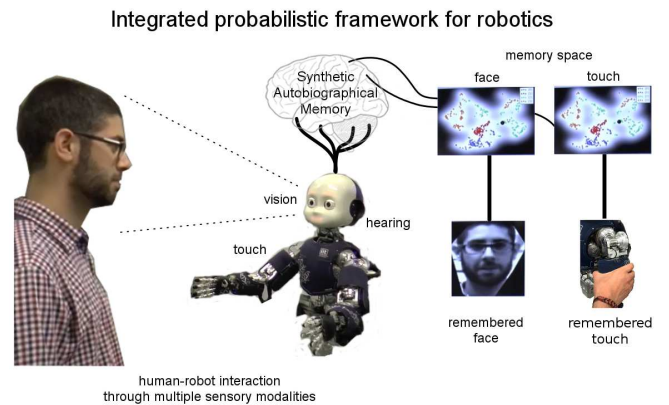 Integrated probabilistic framework for robotics
memory space
Synthetic
Autobiographical
Memory
face
touch
vision
hearing
touch
remembered
face
remembered
touch
human-robot interaction
through multiple sensory modalities